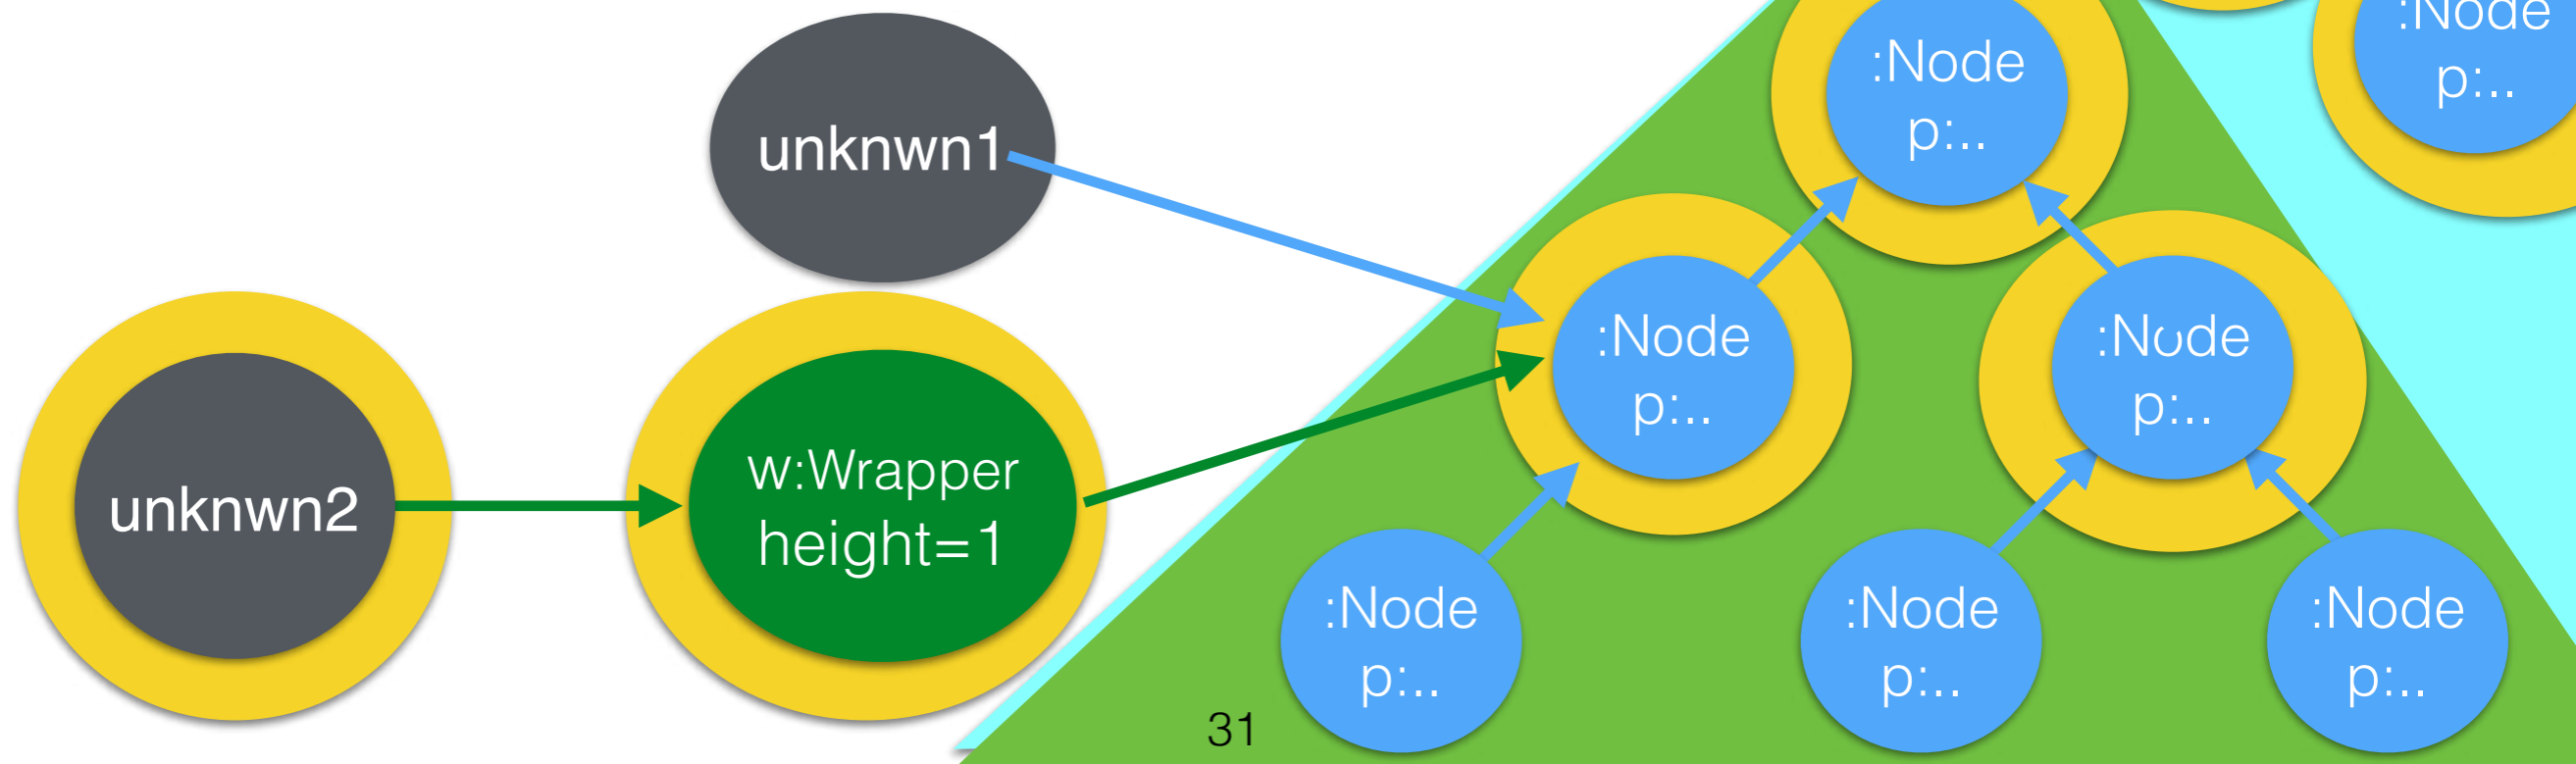 :Node
p:..
:Node
p:..
unknwn1
:Node
p:..
:Node
p:..
unknwn2
w:Wrapper
height=1
:Node
p:..
:Node
p:..
:Node
p:..
31